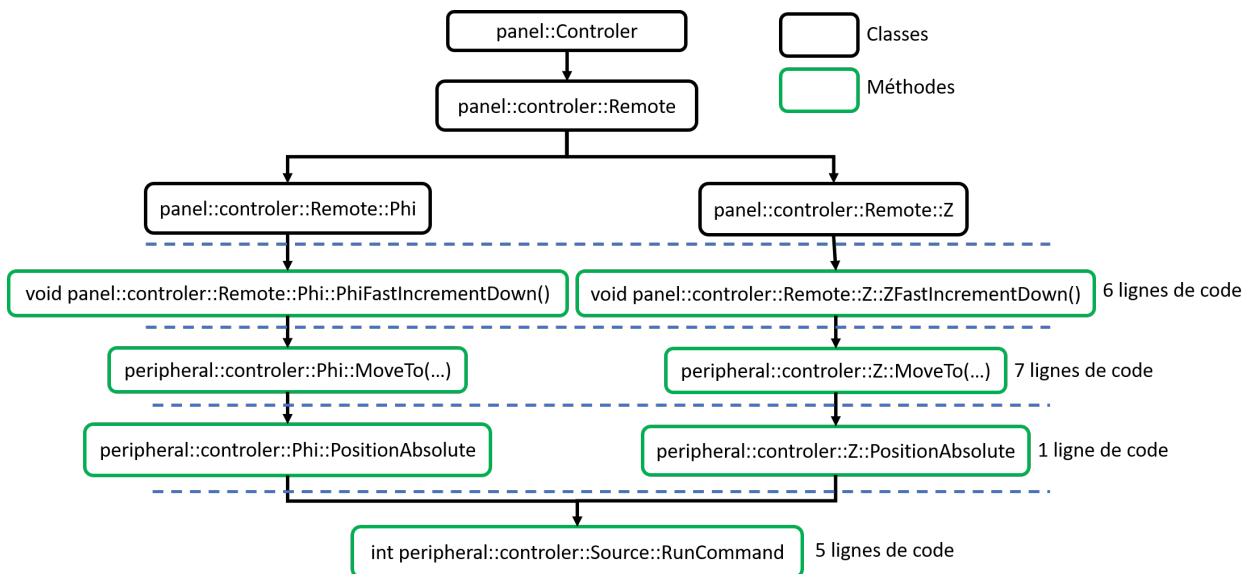 panel::Controler
Classes
panel::controler::Remote
Méthodes
panel::controler::Remote::Phi
panel::controler::Remote::Z
void panel::controler::Remote::Phi::PhiFastIncrementDown()
void panel::controler::Remote::Z::ZFastIncrementDown()
6 lignes de code
peripheral::controler::Phi::MoveTo(...)
peripheral::controler::Z::MoveTo(...)
7 lignes de code
peripheral::controler::Phi::PositionAbsolute
peripheral::controler::Z::PositionAbsolute
1 ligne de code
int peripheral::controler::Source::RunCommand
5 lignes de code